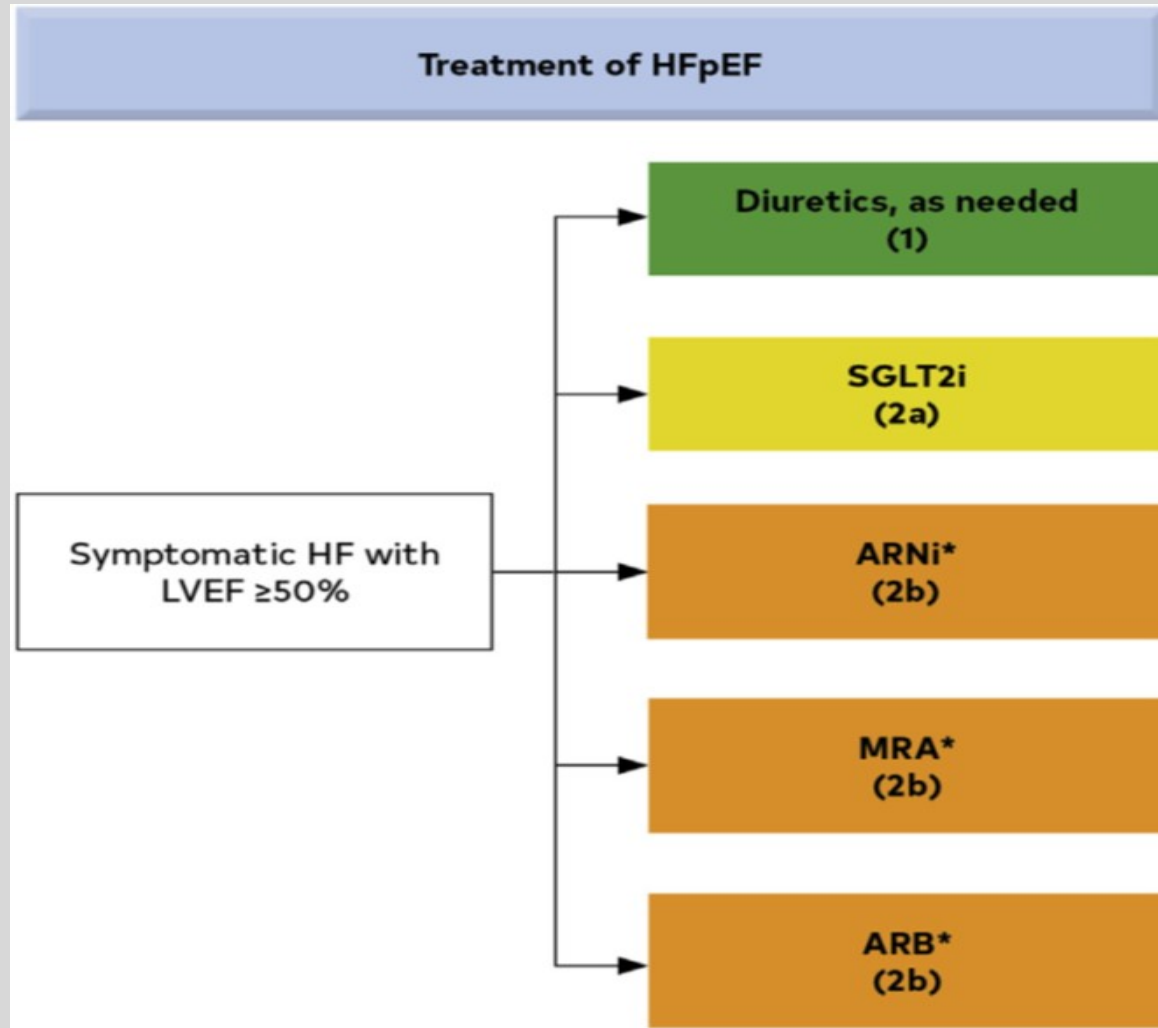 Treatment of HFpEF
Diuretics, as needed
(1)
SGLT2i
(2a)
Symptomatic HF with
LVEF ≥50%
ARNi*
(2b)
MRA*
(2b)
ARB*
(2b)